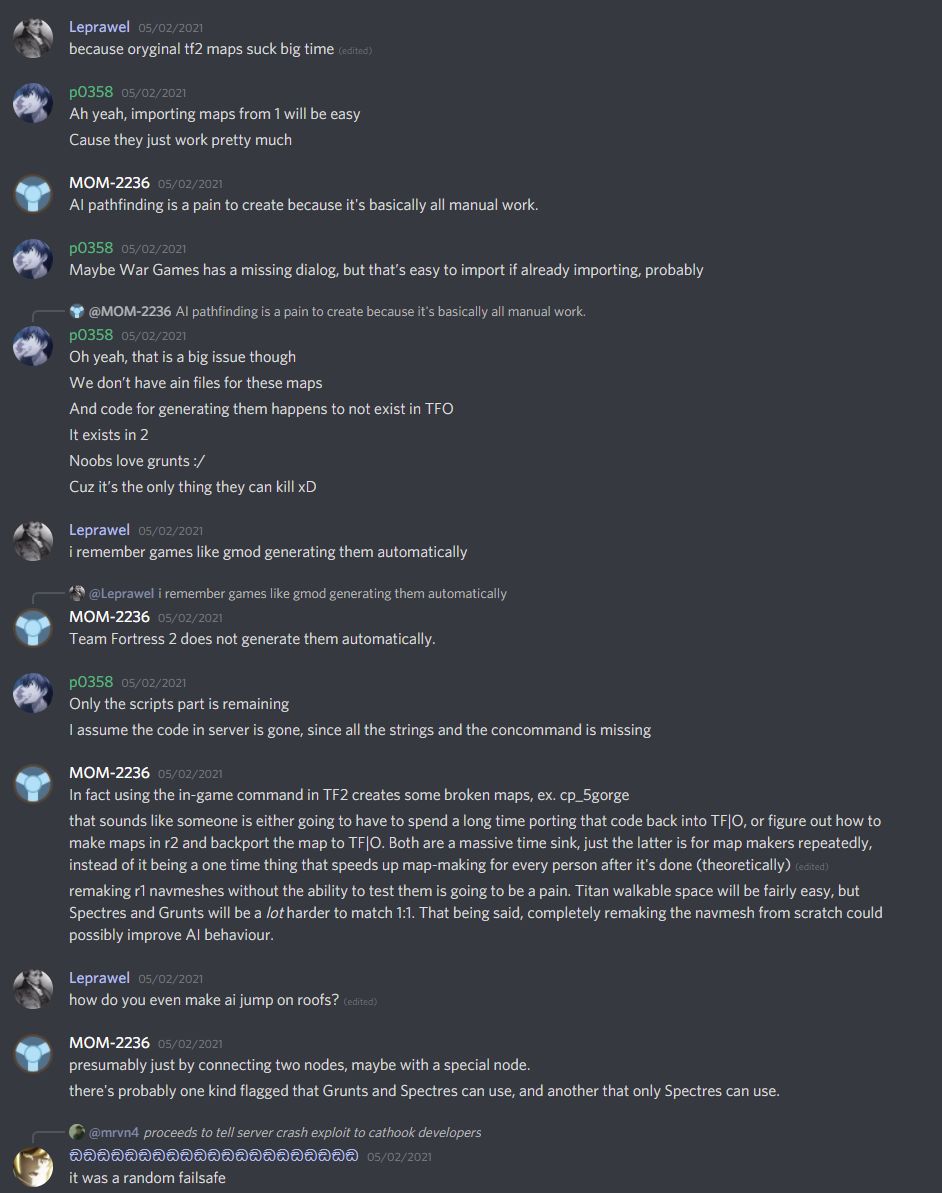 Leprawel 05/02/2021
because oryginal tf2 maps suck big time (edited)
p0358 05/02/2021
Ah yeah, importing maps from 1 will be easy
Cause they just work pretty much
MOM-2236 05/02/2021
AI pathfinding is a pain to create because it's basically all manual work.
p0358 05/02/2021
Maybe War Games has a missing dialog, but that's easy to import if already importing, probably
@MOM-2236 AI pathfinding is a pain to create because it's basically all manual work.
p0358 05/02/2021
Oh yeah, that is a big issue though
We don't have ain files for these maps
And code for generating them happens to not exist in TFO
It exists in 2
Noobs love grunts :/
Cuz it's the only thing they can kill xD
Leprawel 05/02/2021
i remember games like gmod generating them automatically
@Leprawel i remember games like gmod generating them automatically
MOM-2236 05/02/2021
Team Fortress 2 does not generate them automatically.
p0358 05/02/2021
Only the scripts part is remaining
I assume the code in server is gone, since all the strings and the concommand is missing
MOM-2236 05/02/2021
In fact using the in-game command in TF2 creates some broken maps, ex. cp_5gorge
that sounds like someone is either going to have to spend a long time porting that code back into TF|O, or figure out how to
make maps in r2 and backport the map to TF|O. Both are a massive time sink, just the latter is for map makers repeatedly,
instead of it being a one time thing that speeds up map-making for every person after it's done (theoretically) (edited)
remaking r1 navmeshes without the ability to test them is going to be a pain. Titan walkable space will be fairly easy, but
Spectres and Grunts will be a lot harder to match 1:1. That being said, completely remaking the navmesh from scratch could
possibly improve AI behaviour.
Leprawel 05/02/2021
how do you even make ai jump on roofs? (edited)
MOM-2236 05/02/2021
presumably just by connecting two nodes, maybe with a special node.
there's probably one kind flagged that Grunts and Spectres can use, and another that only Spectres can use.
@mrvn4 proceeds to tell server crash exploit to cathook developers
05/02/2021
it was a random failsafe